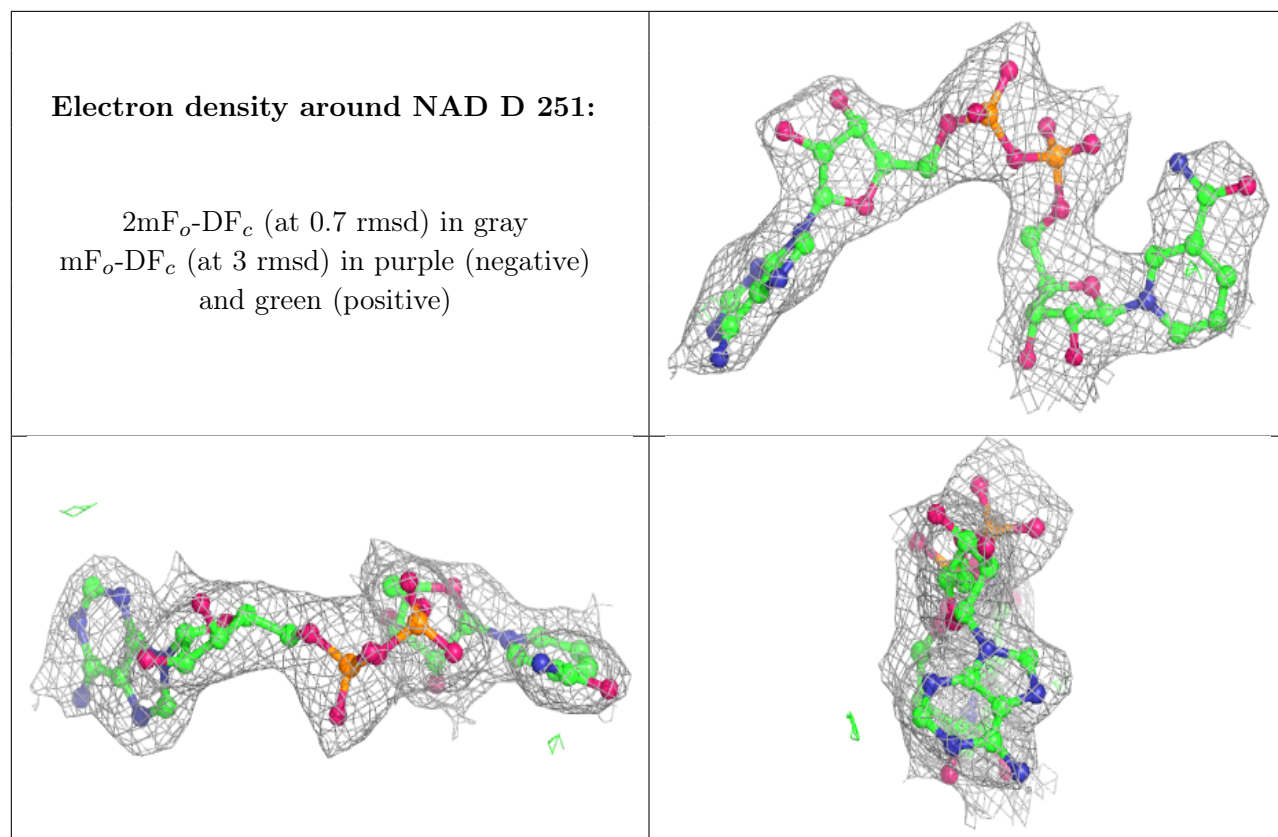 Electron density around NAD D 251:
2mFo-DFc (at 0.7 rmsd) in gray
mFo-DFc (at 3 rmsd) in purple (negative)
and green (positive)